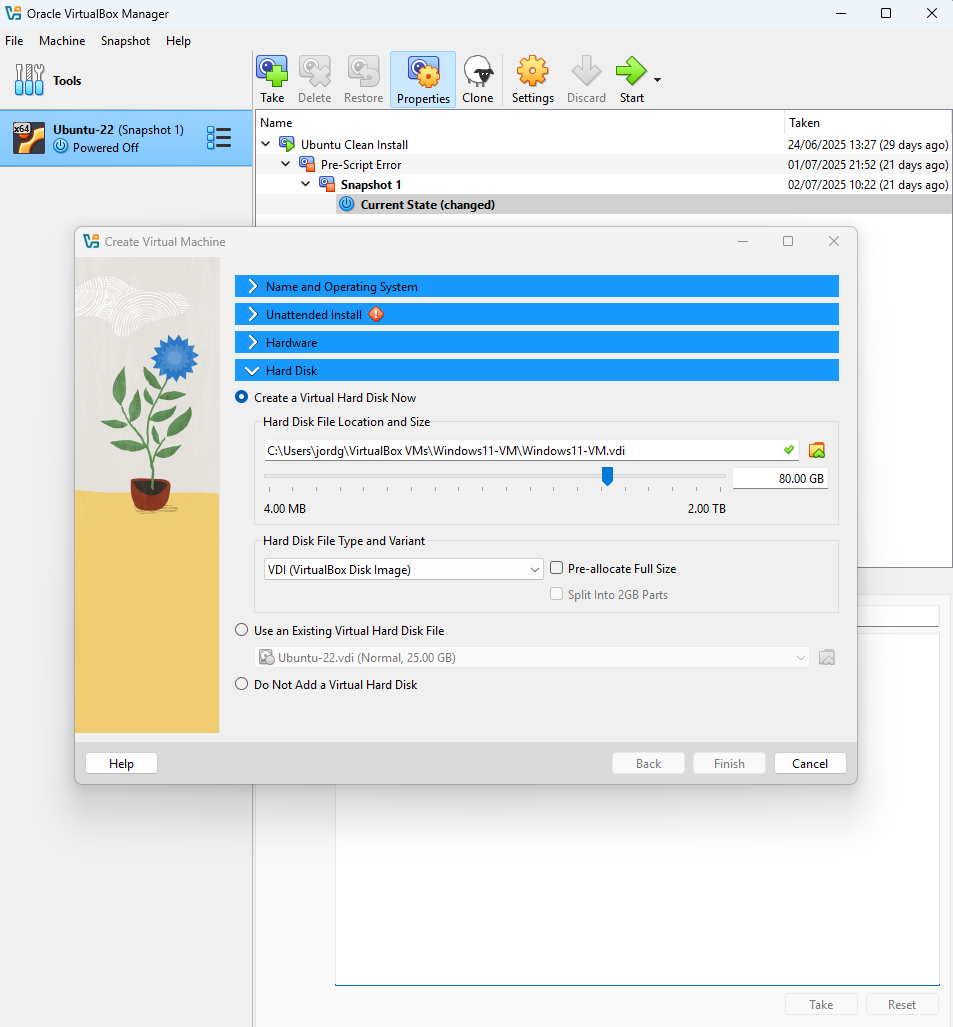 Oracle VirtualBox Manager
File Machine Snapshot Help
Tools
Take Delete Restore Properties Clone Settings Discard Start
x64
Ubuntu-22 (Snapshot 1)
Powered Off
Name Taken
Ubuntu Clean Install 24/06/2025 13:27 (29 days ago)
Pre-Script Error 01/07/2025 21:52 (21 days ago)
Snapshot 1 02/07/2025 10:22 (21 days ago)
Current State (changed)
Create Virtual Machine
Name and Operating System
Unattended Install
Hardware
Hard Disk
Create a Virtual Hard Disk Now
Hard Disk File Location and Size
C:\Users\jordg\VirtualBox VMs\Windows11-VM\Windows11-VM.vdi
80.00 GB
4.00 MB 2.00 TB
Hard Disk File Type and Variant
VDI (VirtualBox Disk Image) Pre-allocate Full Size
Split Into 2GB Parts
Use an Existing Virtual Hard Disk File
Ubuntu-22.vdi (Normal, 25.00 GB)
Do Not Add a Virtual Hard Disk
Help Back Finish Cancel
Take Reset